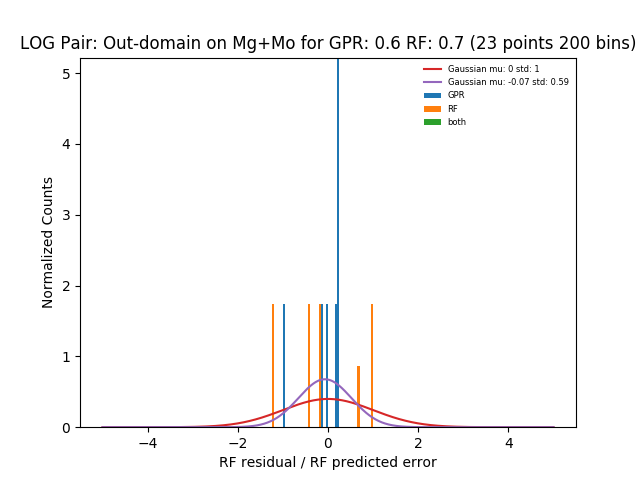 LOG Pair: Out-domain on Mg+Mo for GPR: 0.6 RF: 0.7 (23 points 200 bins)
Gaussian mu: 0 std: 1
Gaussian mu: -0.07 std: 0.59
GPR
RF
both
Normalized Counts
5
4
3
2
1
0
−4
−2
0
2
4
RF residual / RF predicted error